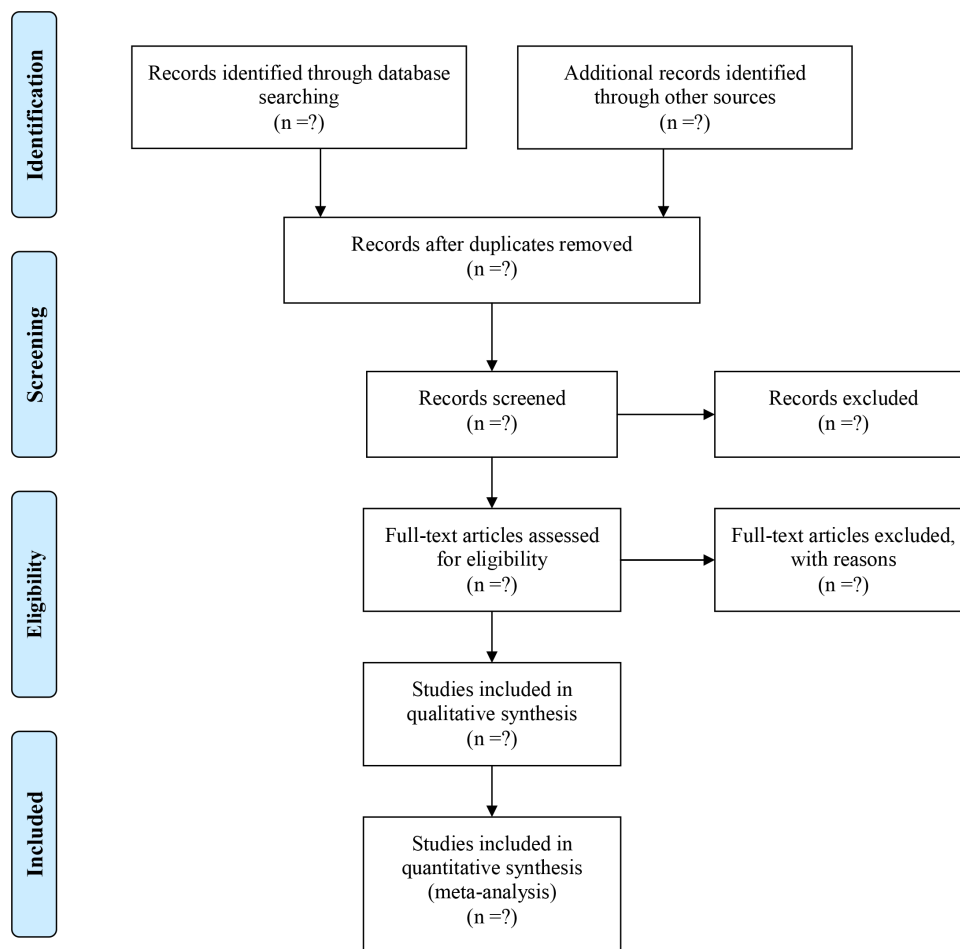 Identification
Records identified through database
searching
(n =?)
Additional records identified
through other sources
(n =?)
Records after duplicates removed
(n =?)
Screening
Records screened
(n =?)
Records excluded
(n =?)
Eligibility
Full-text articles assessed
for eligibility
(n =?)
Full-text articles excluded,
with reasons
(n =?)
Studies included in
qualitative synthesis
(n =?)
Included
Studies included in
quantitative synthesis
(meta-analysis)
(n =?)